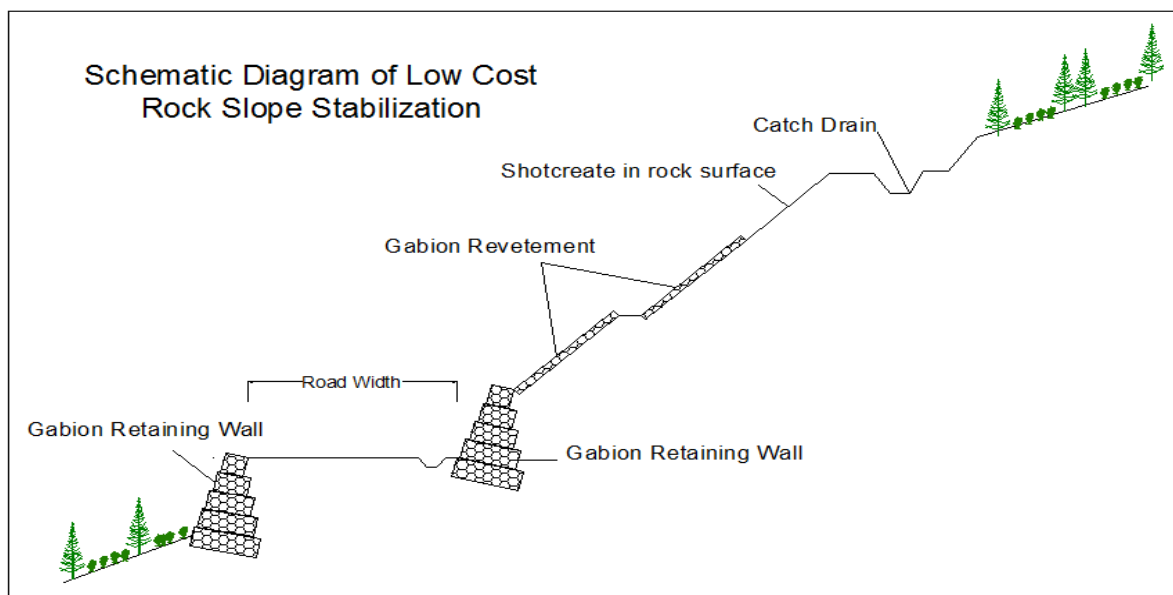 Schematic Diagram of Low Cost
Rock Slope Stabilization
Catch Drain
Shotcreate in rock surface
Gabion Revetement
Road Width
Gabion Retaining Wall
Gabion Retaining Wall